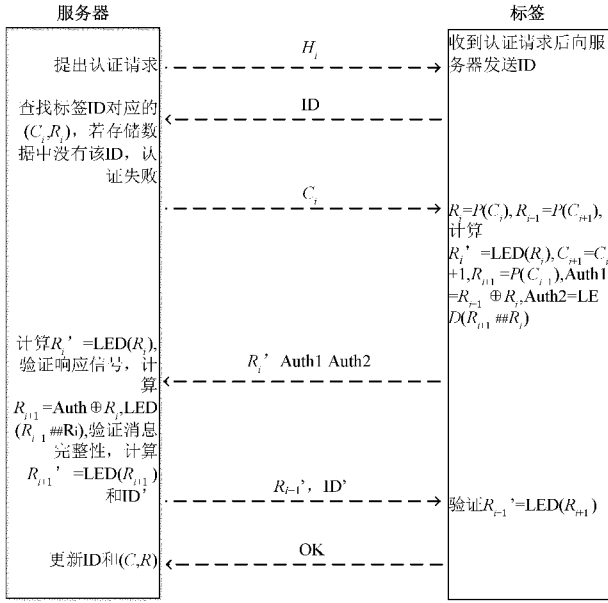 服务器
标签
提出认证请求
H_i
收到认证请求后向服
务器发送ID
ID
查找标签ID对应的
(C_i,R_i)，若存储数
据中没有该ID，认
证失败
C_i
R_i=P(C_i), R_{i-1}=P(C_{i+1}),
计算
R_i’=LED(R_i),C_{i+1}=C_i
+1,R_{i+1}=P(C_{i-1}),Auth1
=R_{i-1}⊕R_i,Auth2=LE
D(R_{i+1}##R_i)
计算R_i’=LED(R_i),
验证响应信号，计
算
R_{i+1}=Auth⊕R_i,LED
(R_{i-1}##Ri),验证消息
完整性，计算
R_{i+1}’=LED(R_{i+1})
和ID’
R_i’ Auth1 Auth2
R_{i-1}’，ID’
验证R_{i-1}’=LED(R_{i+1})
OK
更新ID和(C,R)